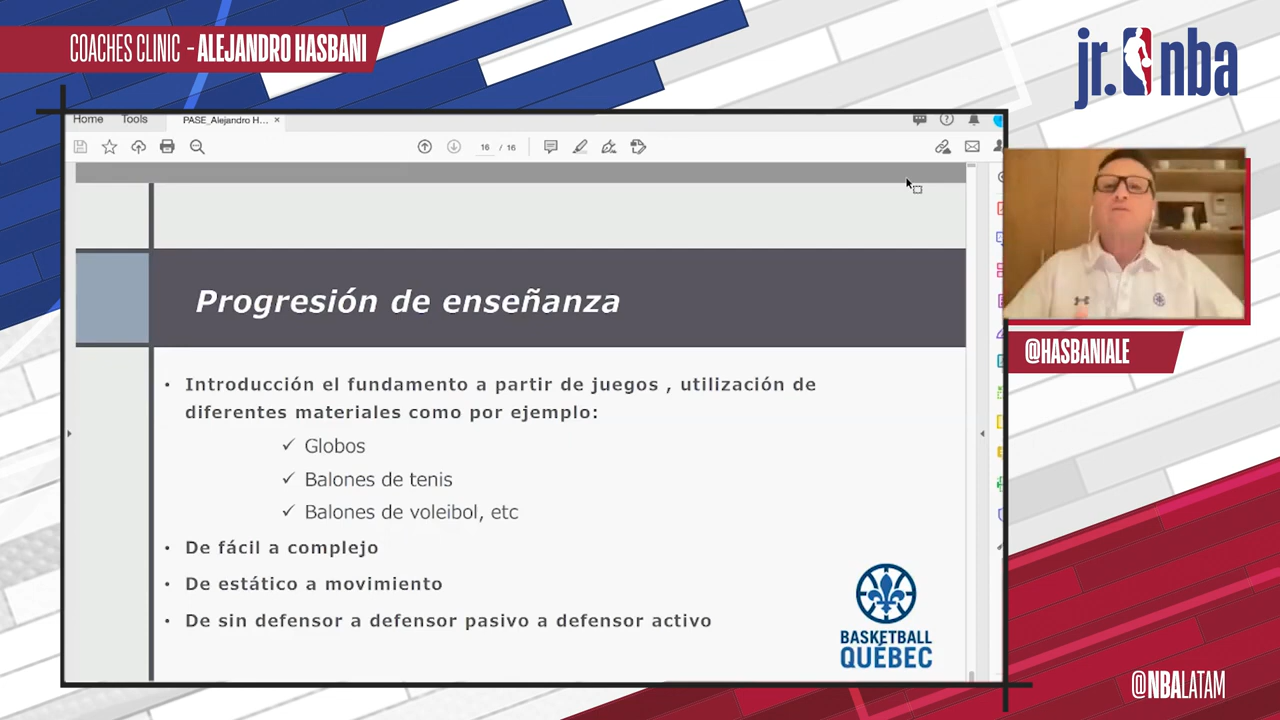 COACHES CLINIC - ALEJANDRO HASBANI
jr. nba
Home Tools PASE_Alejandro H... ×
16 / 16
Progresión de enseñanza
• Introducción el fundamento a partir de juegos , utilización de
diferentes materiales como por ejemplo:
✓ Globos
✓ Balones de tenis
✓ Balones de voleibol, etc
• De fácil a complejo
• De estático a movimiento
• De sin defensor a defensor pasivo a defensor activo
BASKETBALL
QUÉBEC
@HASBANIALE
@NBALATAM